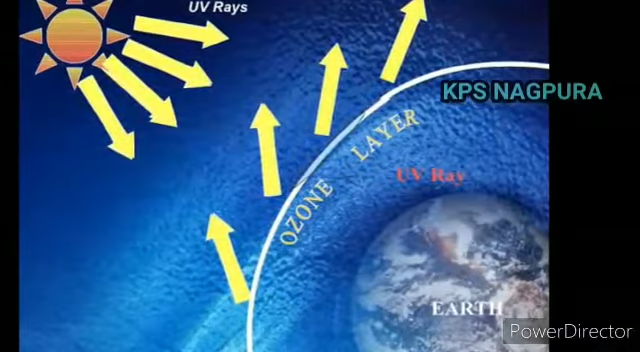 UV Rays
KPS NAGPURA
OZONE LAYER
UV Ray
EARTH
PowerDirector